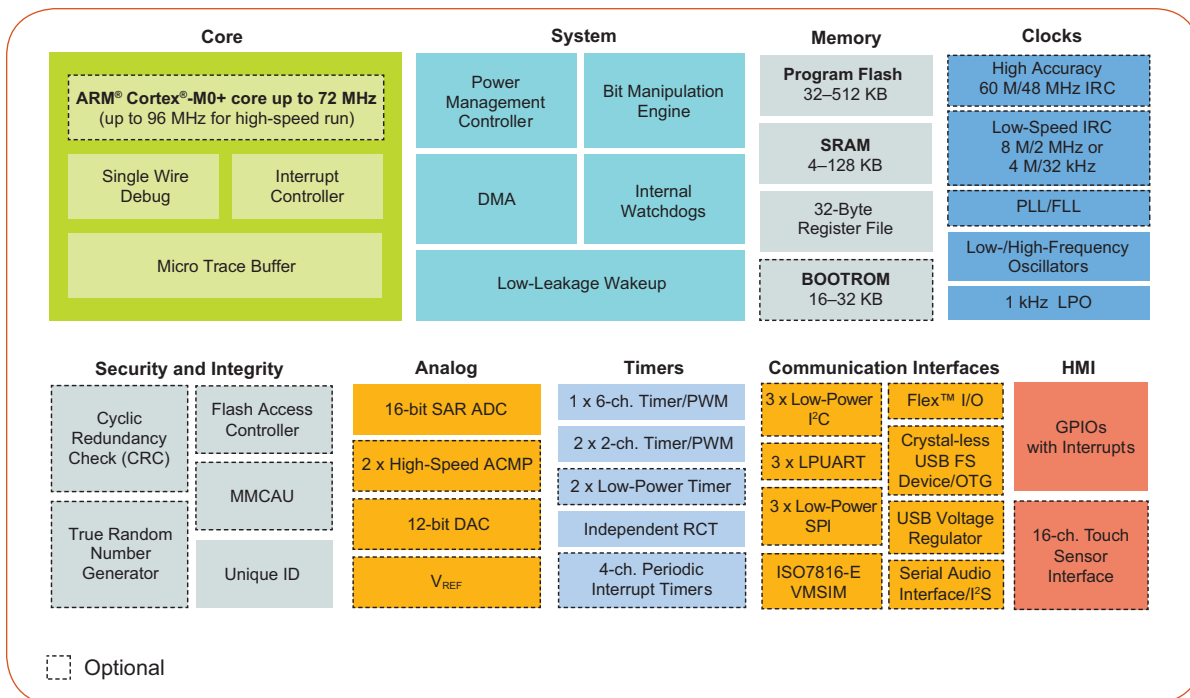 Core
ARM® Cortex®-M0+ core up to 72 MHz
(up to 96 MHz for high-speed run)
Single Wire
Debug
Interrupt
Controller
Micro Trace Buffer
System
Power
Management
Controller
Bit Manipulation
Engine
DMA
Internal
Watchdogs
Low-Leakage Wakeup
Memory
Program Flash
32–512 KB
SRAM
4–128 KB
32-Byte
Register File
BOOTROM
16–32 KB
Clocks
High Accuracy
60 M/48 MHz IRC
Low-Speed IRC
8 M/2 MHz or
4 M/32 kHz
PLL/FLL
Low-/High-Frequency
Oscillators
1 kHz LPO
Security and Integrity
Cyclic
Redundancy
Check (CRC)
True Random
Number
Generator
Flash Access
Controller
MMCAU
Unique ID
Analog
16-bit SAR ADC
2 x High-Speed ACMP
12-bit DAC
VREF
Timers
1 x 6-ch. Timer/PWM
2 x 2-ch. Timer/PWM
2 x Low-Power Timer
Independent RCT
4-ch. Periodic
Interrupt Timers
Communication Interfaces
3 x Low-Power
I²C
3 x LPUART
3 x Low-Power
SPI
ISO7816-E
VMSIM
Flex™ I/O
Crystal-less
USB FS
Device/OTG
USB Voltage
Regulator
Serial Audio
Interface/I²S
HMI
GPIOs
with Interrupts
16-ch. Touch
Sensor
Interface
Optional